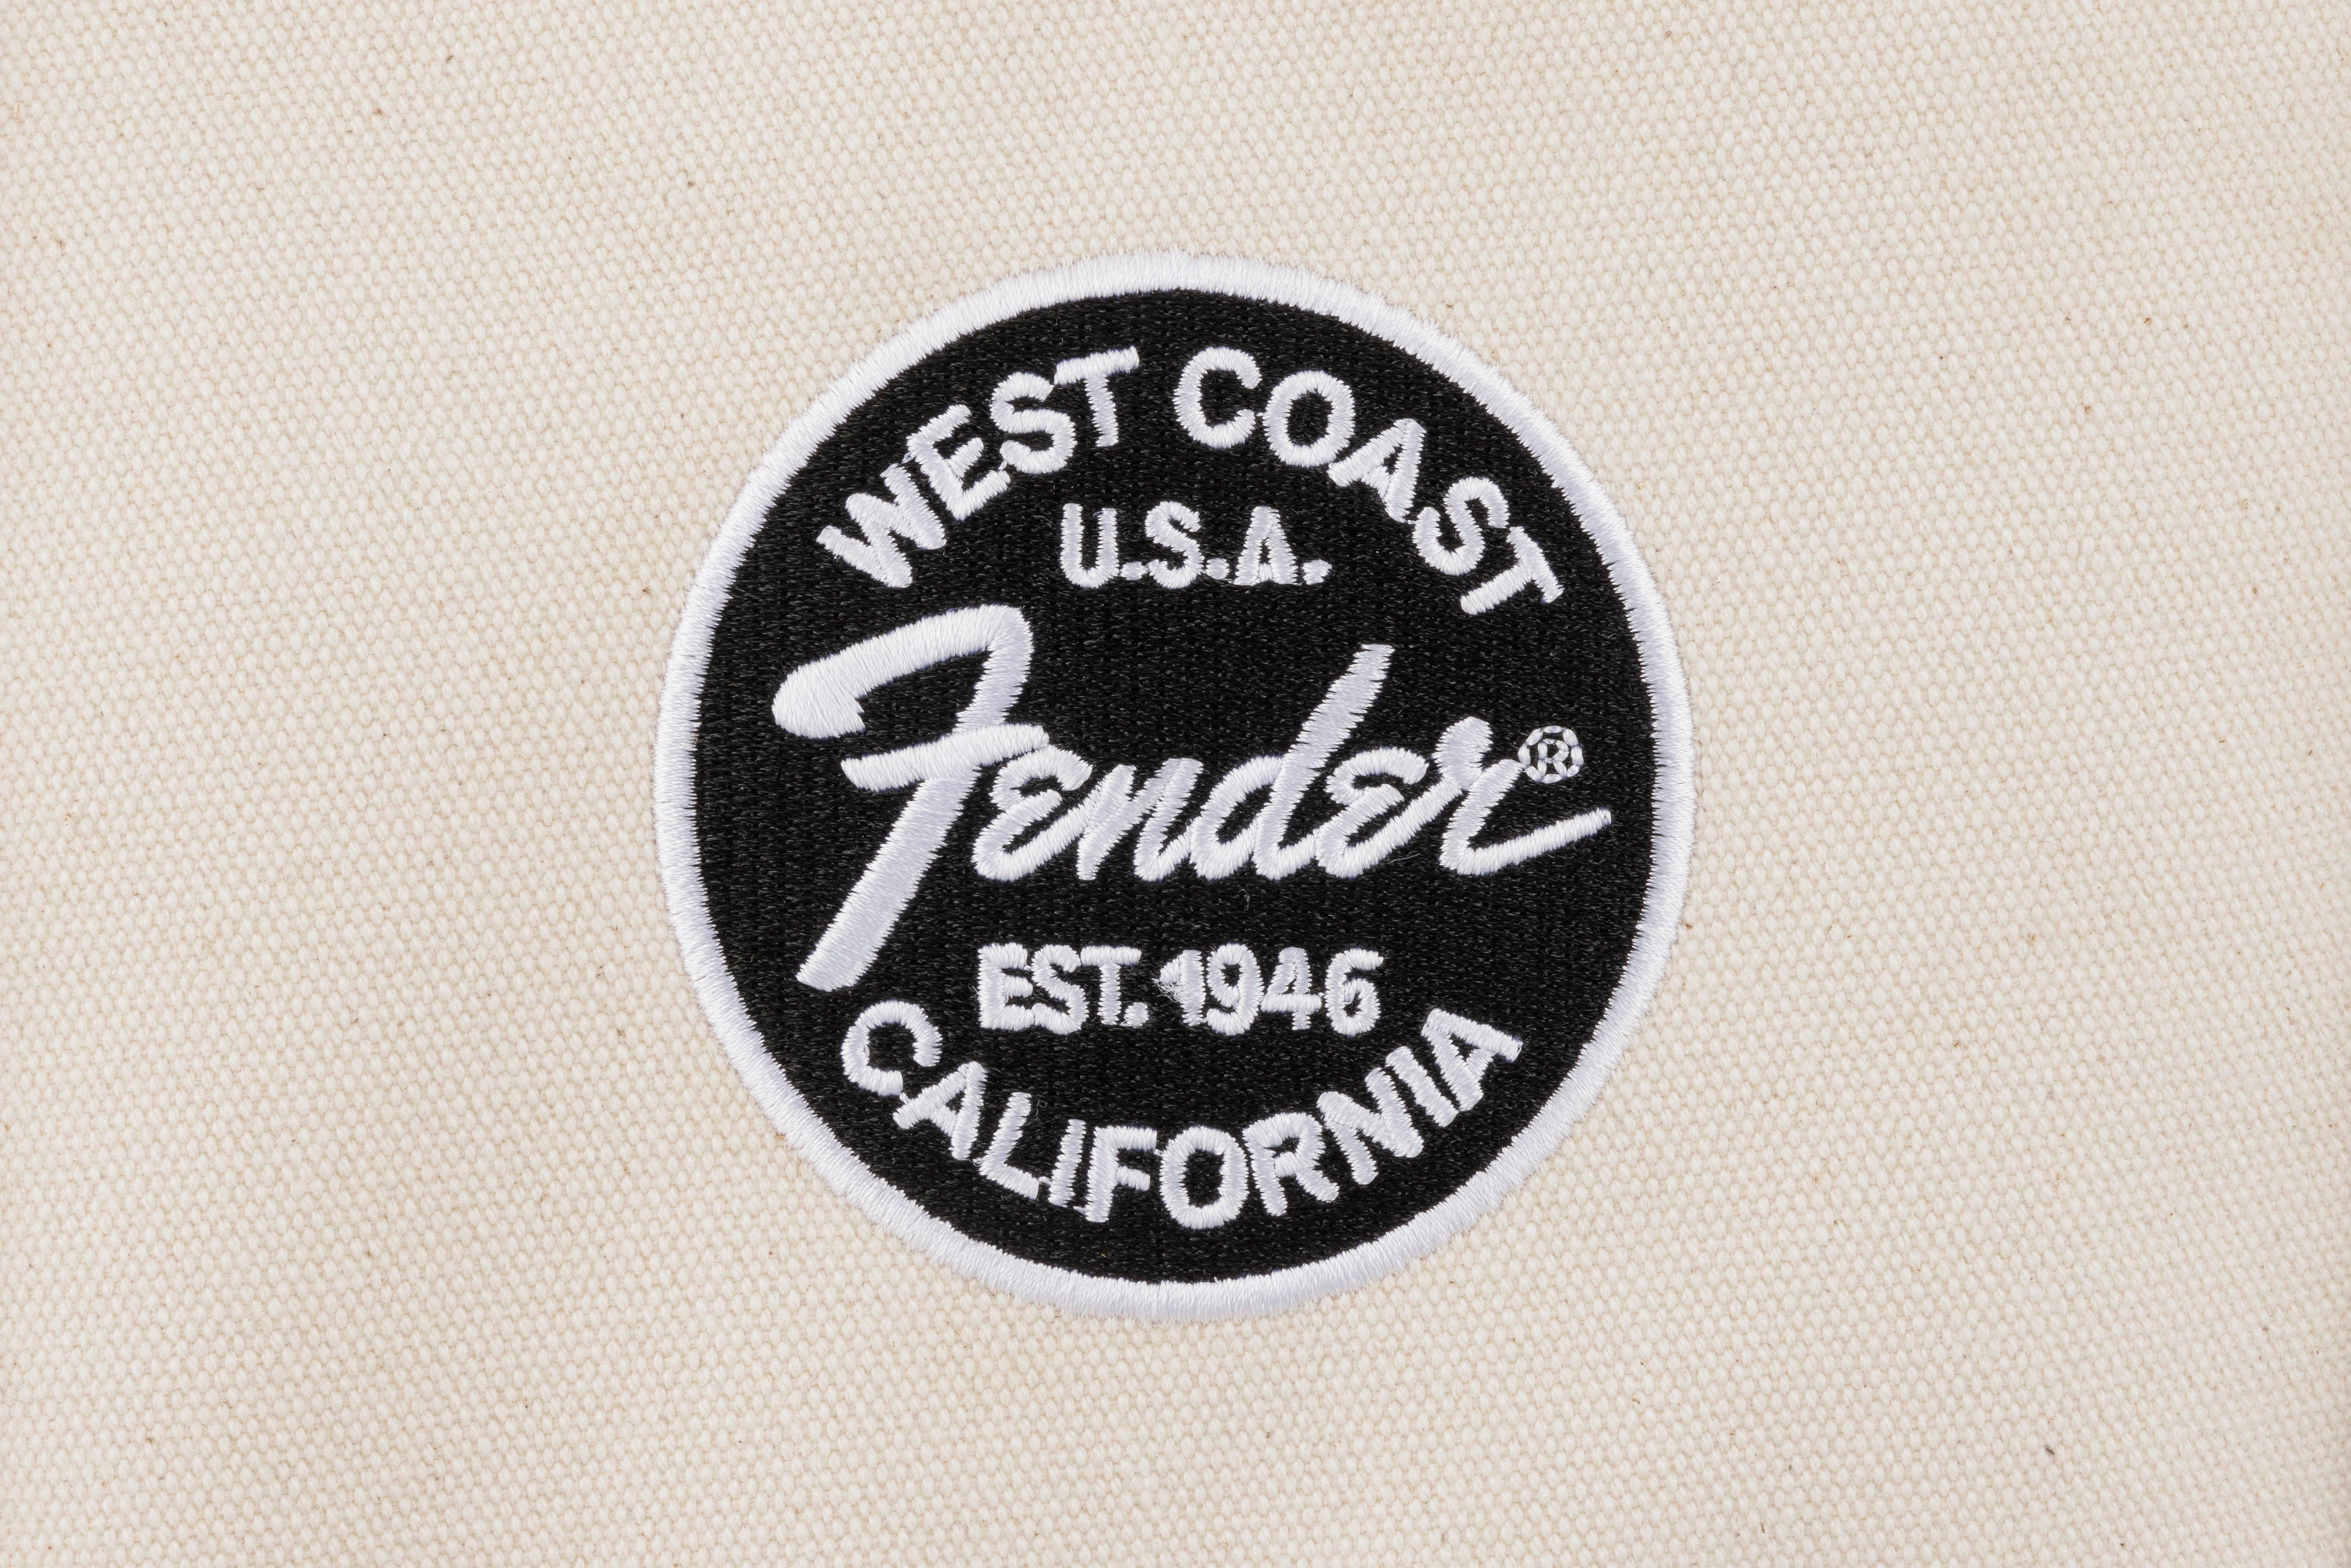 WEST COAST
U.S.A.
Fender®
EST. 1946
CALIFORNIA